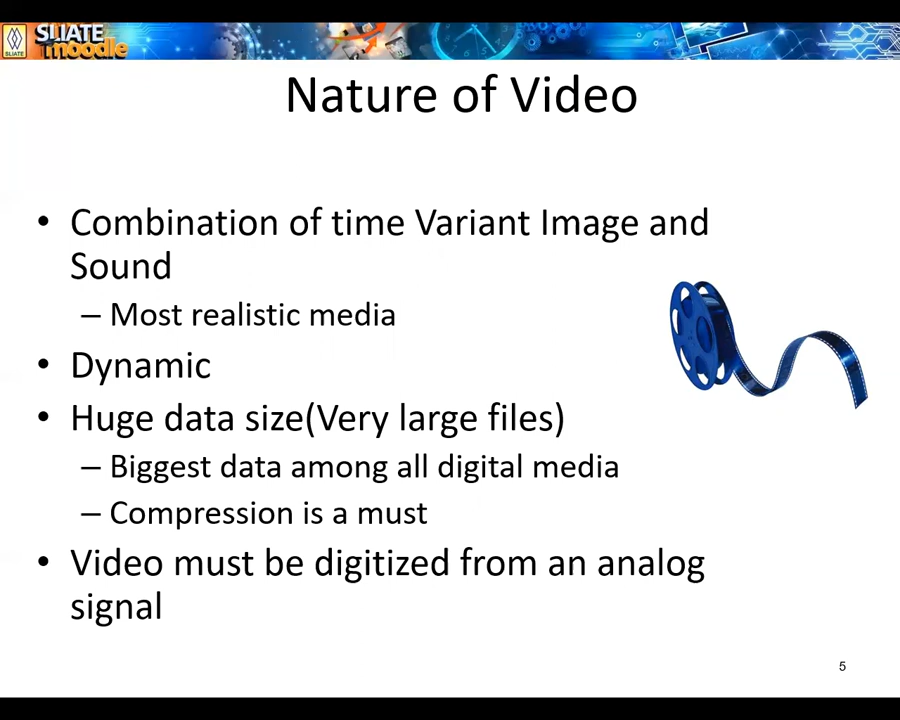 SLIATE
SLIATE
moodle
Nature of Video
• Combination of time Variant Image and
Sound
– Most realistic media
• Dynamic
• Huge data size(Very large files)
– Biggest data among all digital media
– Compression is a must
• Video must be digitized from an analog
signal
5